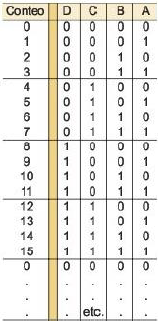 Conteo D C B A
0 0 0 0 0
1 0 0 0 1
2 0 0 1 0
3 0 0 1 1
4 0 1 0 0
5 0 1 0 1
6 0 1 1 0
7 0 1 1 1
8 1 0 0 0
9 1 0 0 1
10 1 0 1 0
11 1 0 1 1
12 1 1 0 0
13 1 1 0 1
14 1 1 1 0
15 1 1 1 1
0 0 0 0 0
. . . . .
. . . . .
. . etc. . .